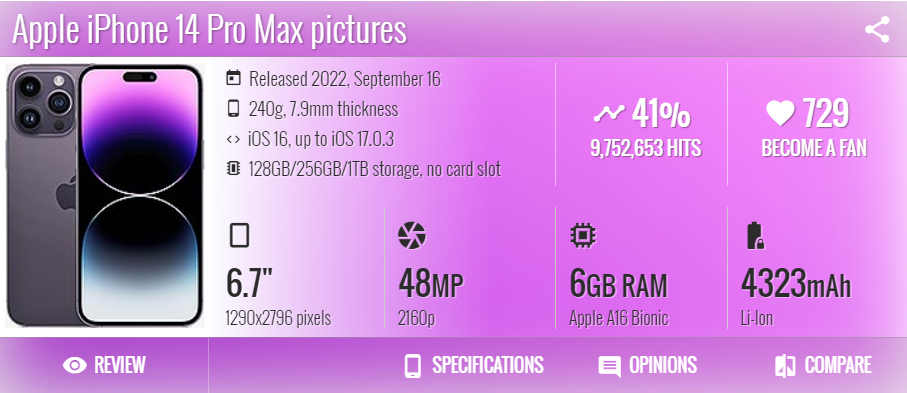 Apple iPhone 14 Pro Max pictures
Released 2022, September 16
240g, 7.9mm thickness
iOS 16, up to iOS 17.0.3
128GB/256GB/1TB storage, no card slot
41%
9,752,653 HITS
729
BECOME A FAN
6.7"
1290x2796 pixels
48MP
2160p
6GB RAM
Apple A16 Bionic
4323mAh
Li-Ion
REVIEW
SPECIFICATIONS
OPINIONS
COMPARE